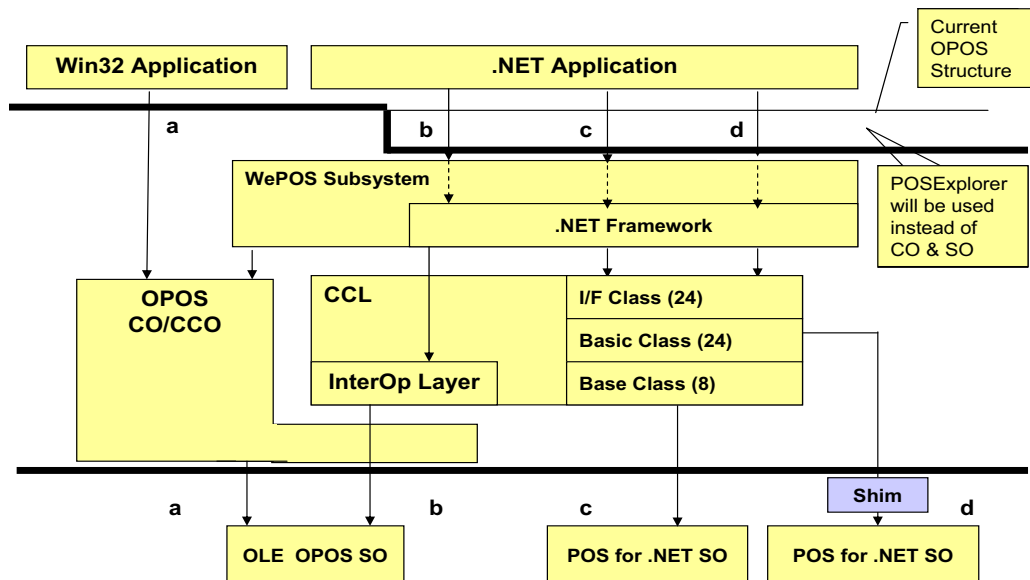 Current
OPOS
Structure
Win32 Application
.NET Application
a
b
c
d
WePOS Subsystem
.NET Framework
POSExplorer
will be used
instead of
CO & SO
OPOS
CO/CCO
CCL
I/F Class (24)
Basic Class (24)
Base Class (8)
InterOp Layer
Shim
a
b
c
d
OLE OPOS SO
POS for .NET SO
POS for .NET SO